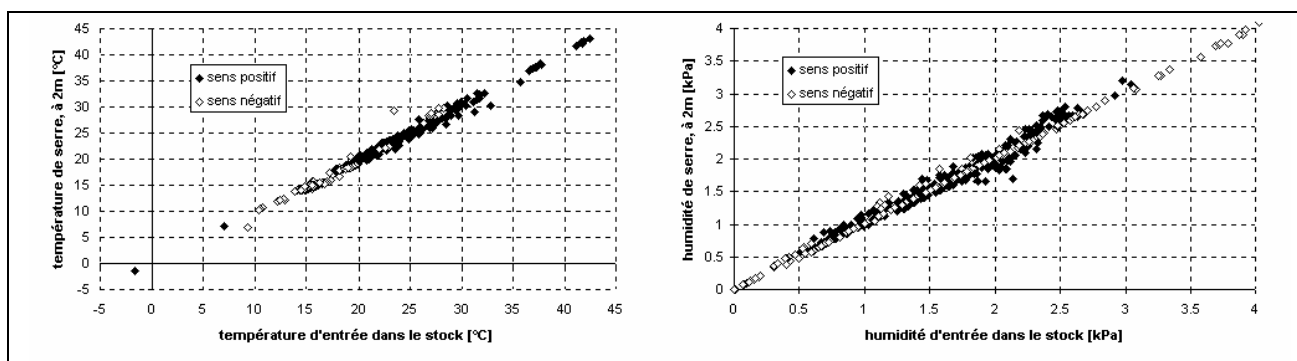 température de serre, à 2m [°C]
45
40
35
30
25
20
15
10
5
0
-5
sens positif
sens négatif
-5 0 5 10 15 20 25 30 35 40 45
température d'entrée dans le stock [°C]
humidité de serre, à 2m [kPa]
4
3.5
3
2.5
2
1.5
1
0.5
0
sens positif
sens négatif
0 0.5 1 1.5 2 2.5 3 3.5 4
humidité d'entrée dans le stock [kPa]